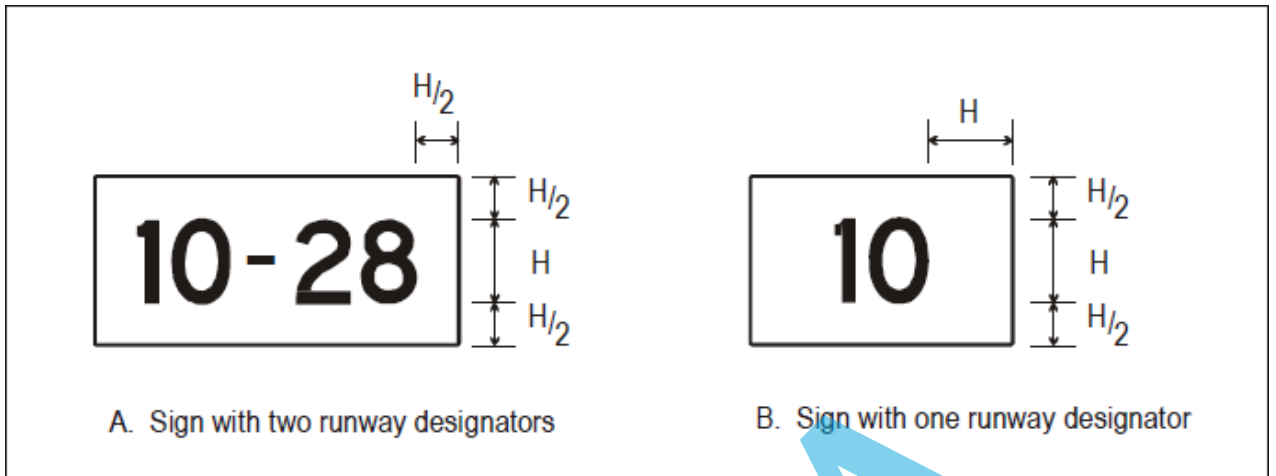 H/2
H
10-28
H/2
H
H/2
10
H/2
H
H/2
A. Sign with two runway designators
B. Sign with one runway designator